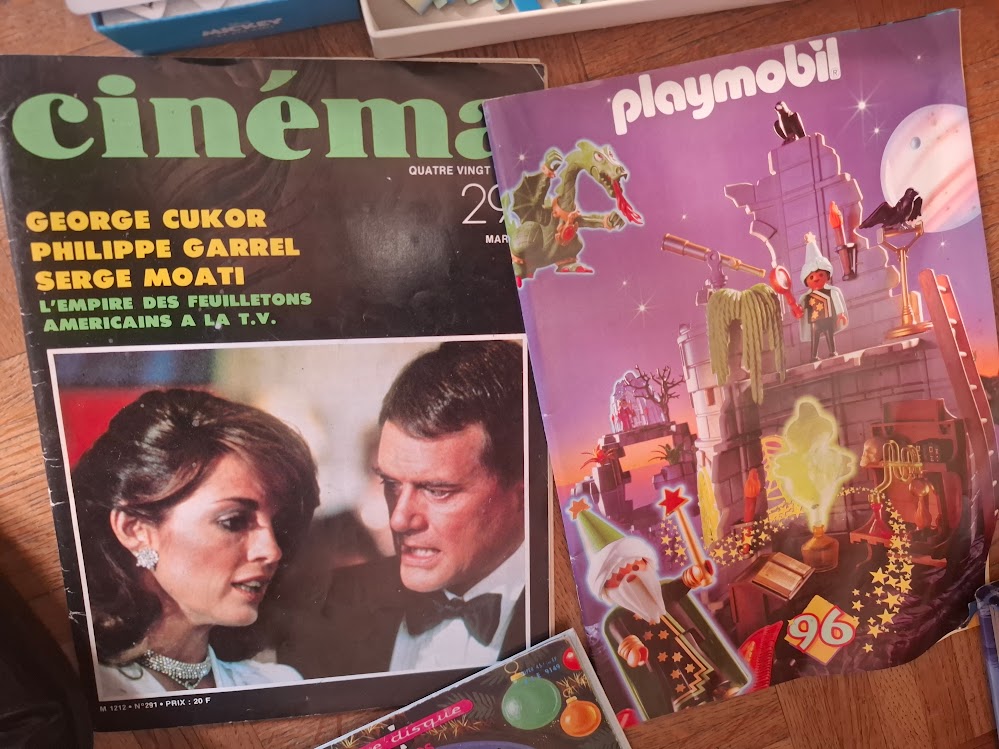 MICKEY
cinéma
QUATRE VINGT
29
MAR
GEORGE CUKOR
PHILIPPE GARREL
SERGE MOATI
L'EMPIRE DES FEUILLETONS
AMERICAINS A LA T.V.
M 1212 • N°291 • PRIX : 20 F
playmobil
96
disque